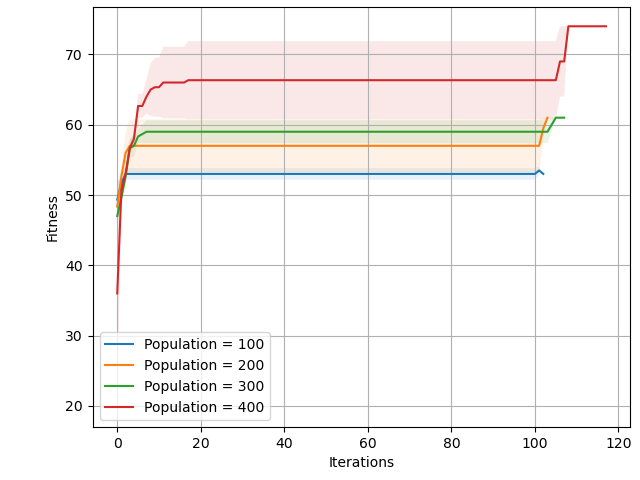 70
60
50
40
30
20
Fitness
Population = 100
Population = 200
Population = 300
Population = 400
0 20 40 60 80 100 120
Iterations